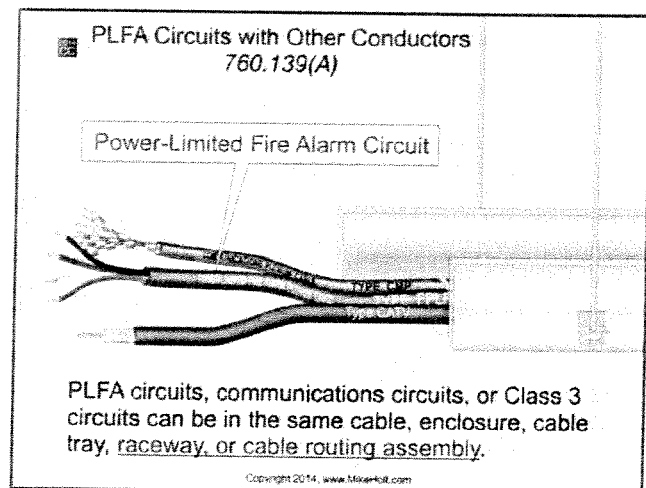 PLFA Circuits with Other Conductors
760.139(A)
Power-Limited Fire Alarm Circuit
TYPE CMP
PLFA circuits, communications circuits, or Class 3
circuits can be in the same cable, enclosure, cable
tray, raceway, or cable routing assembly.
Copyright 2014, www.MikeHolt.com